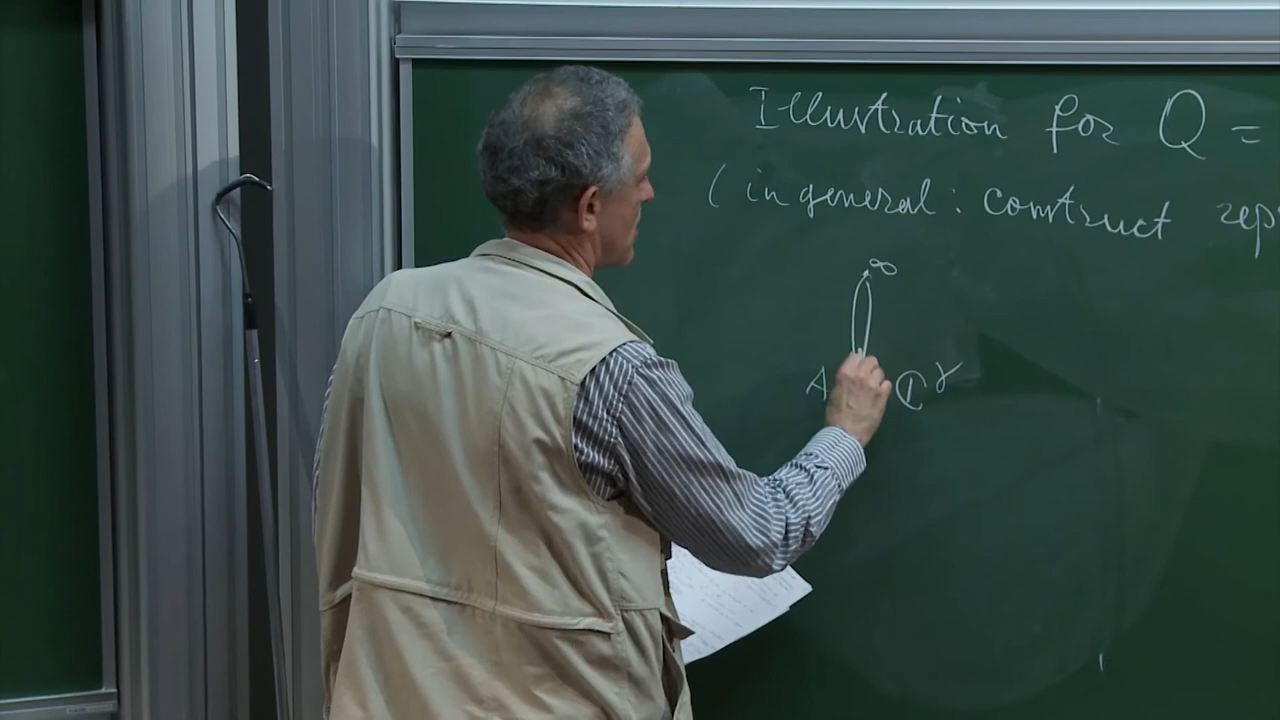 Illustration for Q =
( in general : construct rep
∞
A C γ